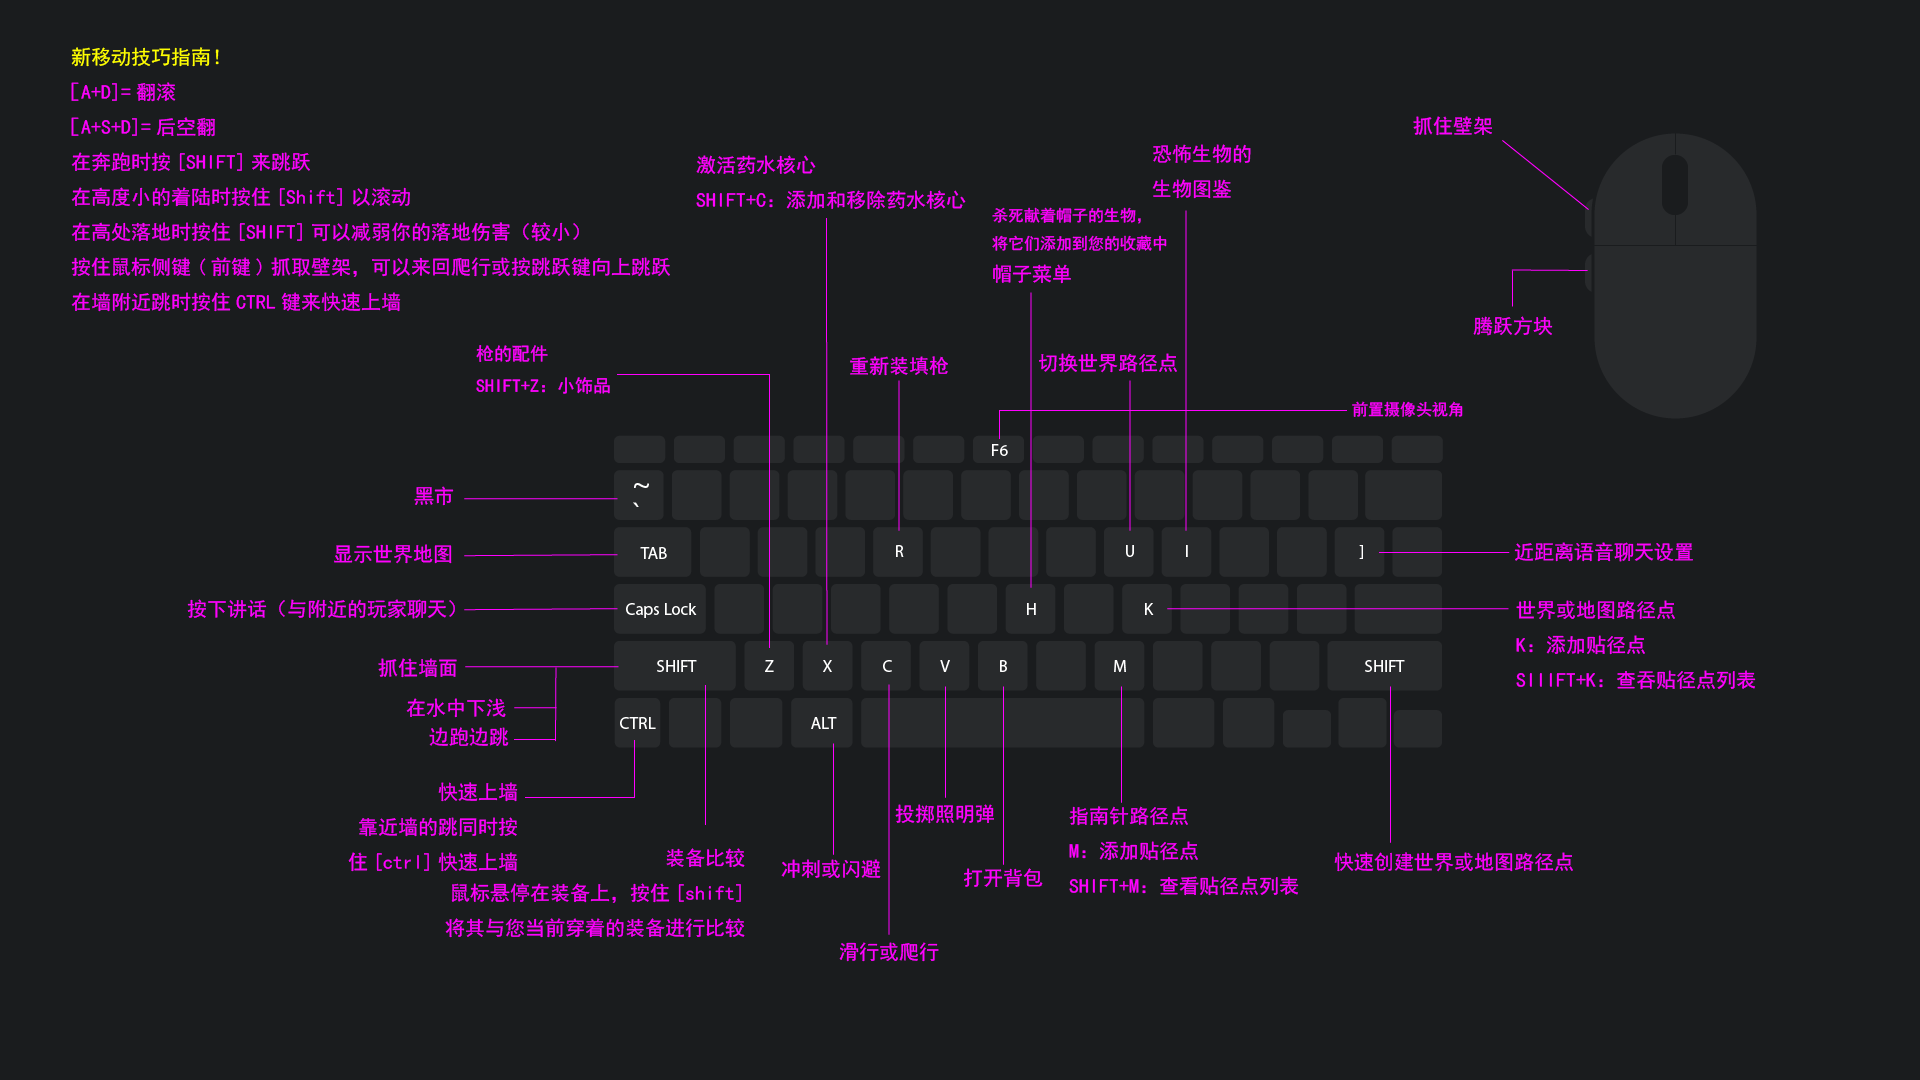 新移动技巧指南！
[A+D]= 翻滚
[A+S+D]= 后空翻
在奔跑时按 [SHIFT] 来跳跃
在高度小的着陆时按住 [Shift] 以滚动
在高处落地时按住 [SHIFT] 可以减弱你的落地伤害（较小）
按住鼠标侧键（前键）抓取壁架，可以来回爬行或按跳跃键向上跳跃
在墙附近跳时按住 CTRL 键来快速上墙
激活药水核心
SHIFT+C：添加和移除药水核心
恐怖生物的
生物图鉴
杀死献着帽子的生物，
将它们添加到您的收藏中
帽子菜单
抓住壁架
腾跃方块
枪的配件
SHIFT+Z：小饰品
重新装填枪
切换世界路径点
前置摄像头视角
F6
黑市
~
`
显示世界地图
TAB
R
U
I
]
近距离语音聊天设置
按下讲话（与附近的玩家聊天）
Caps Lock
H
K
世界或地图路径点
K：添加贴径点
SIIIFT+K：查吞贴径点列表
抓住墙面
SHIFT
Z
X
C
V
B
M
SHIFT
在水中下浅
边跑边跳
CTRL
ALT
快速上墙
靠近墙的跳同时按
住 [ctrl] 快速上墙
装备比较
鼠标悬停在装备上，按住 [shift]
将其与您当前穿着的装备进行比较
冲刺或闪避
滑行或爬行
投掷照明弹
打开背包
指南针路径点
M：添加贴径点
SHIFT+M：查看贴径点列表
快速创建世界或地图路径点